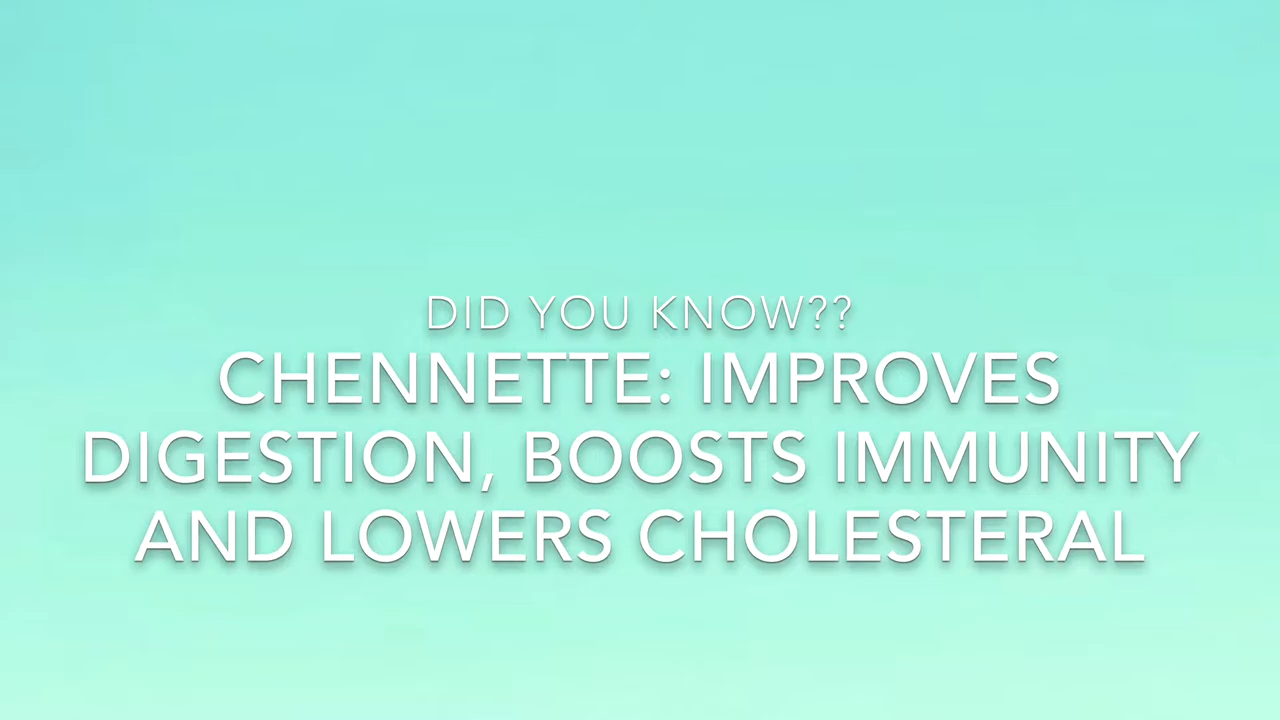 DID YOU KNOW??
CHENNETTE: IMPROVES
DIGESTION, BOOSTS IMMUNITY
AND LOWERS CHOLESTERAL